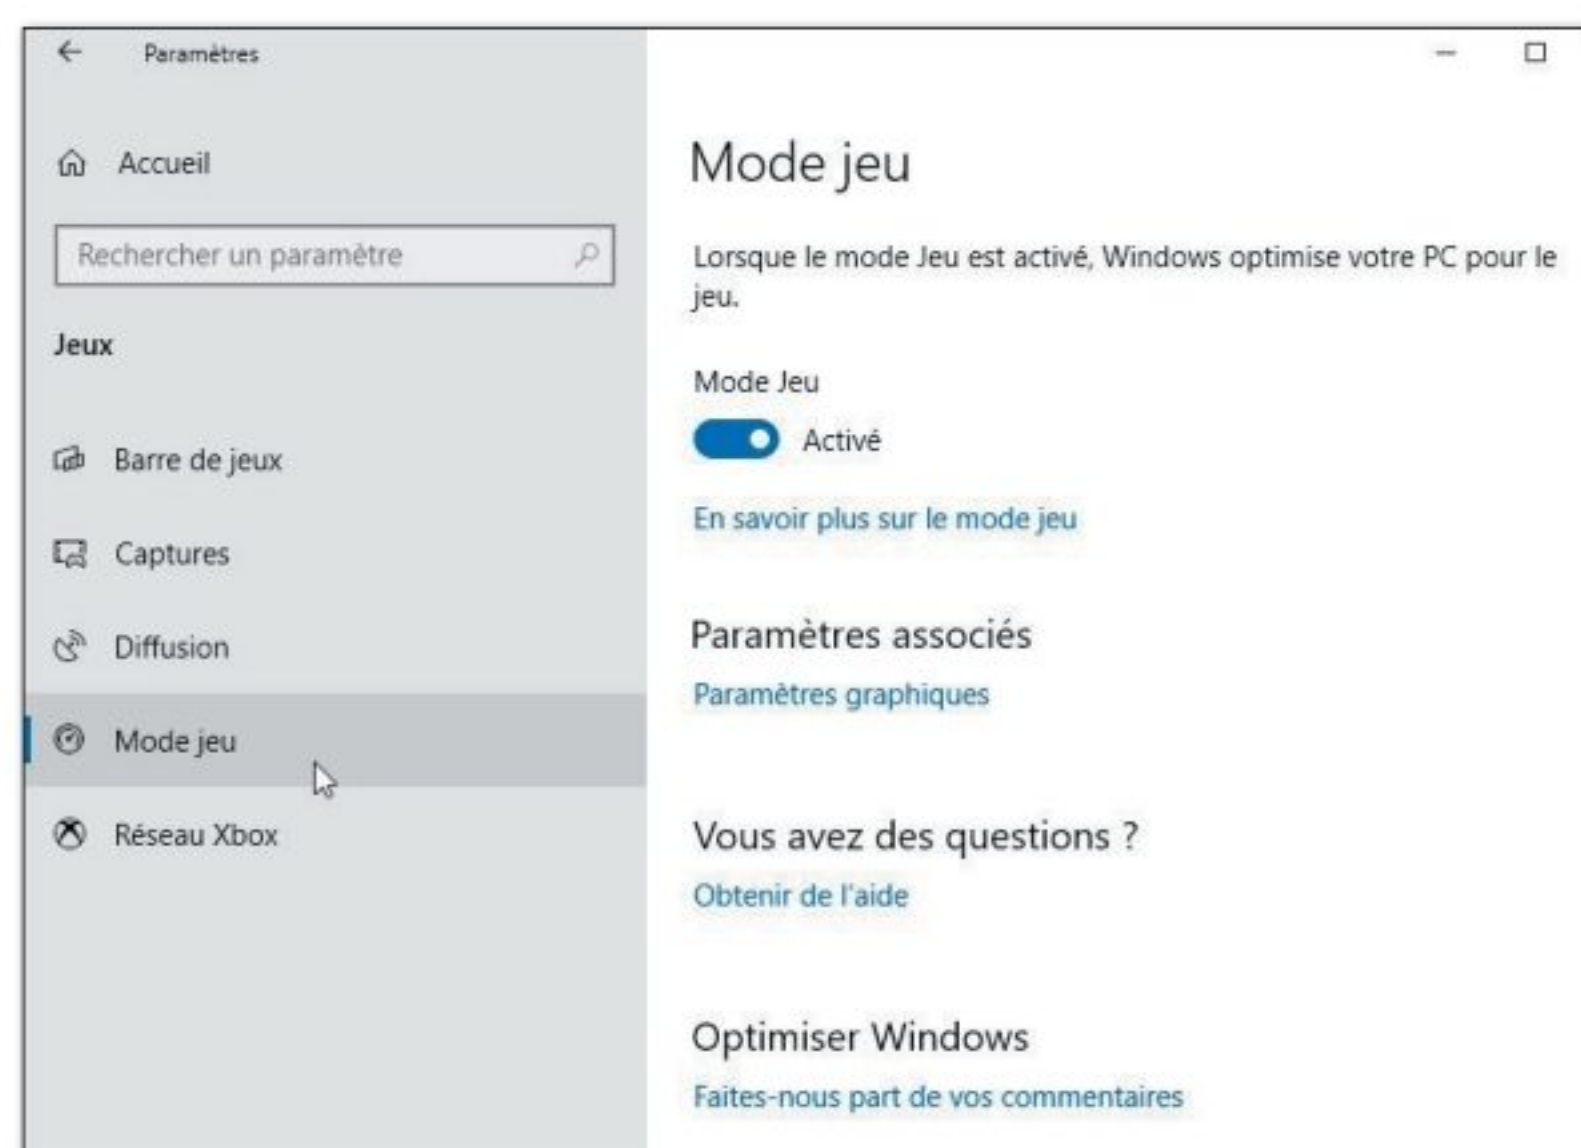 Paramètres
Accueil
Rechercher un paramètre
Jeux
Barre de jeux
Captures
Diffusion
Mode jeu
Réseau Xbox
Mode jeu
Lorsque le mode Jeu est activé, Windows optimise votre PC pour le
jeu.
Mode Jeu
Activé
En savoir plus sur le mode jeu
Paramètres associés
Paramètres graphiques
Vous avez des questions ?
Obtenir de l'aide
Optimiser Windows
Faites-nous part de vos commentaires